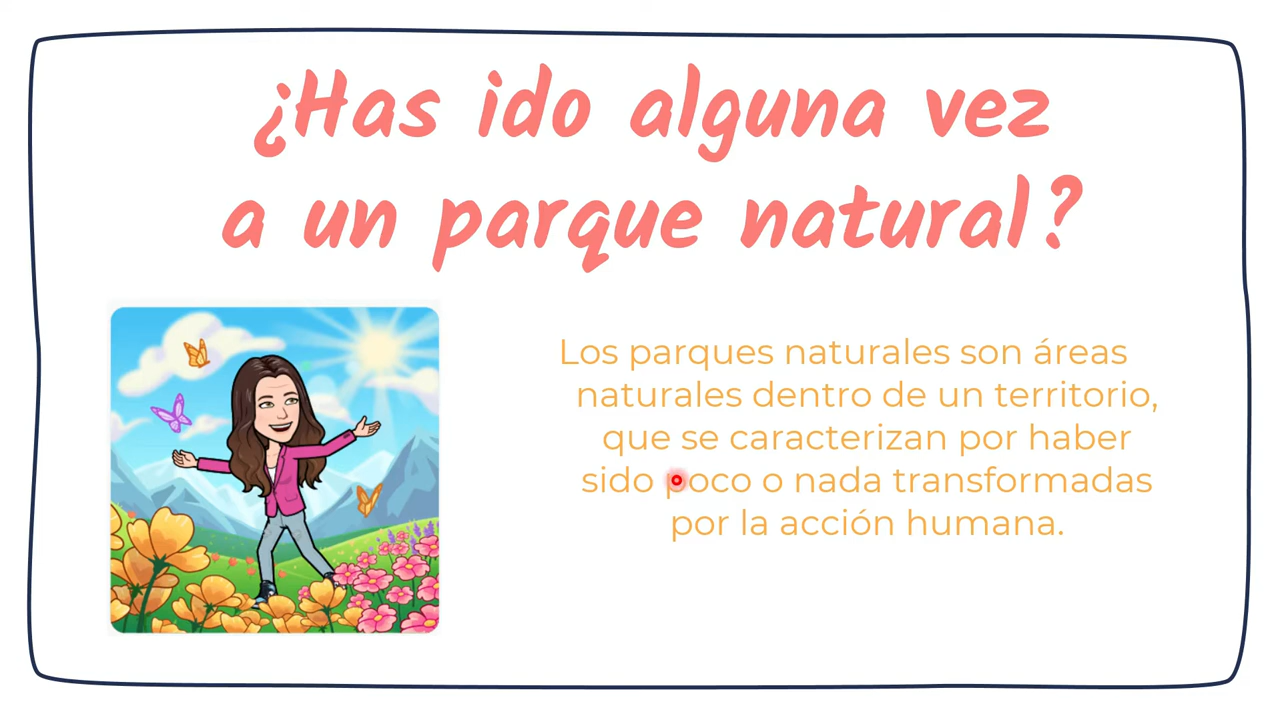 ¿Has ido alguna vez
a un parque natural?
Los parques naturales son áreas
naturales dentro de un territorio,
que se caracterizan por haber
sido poco o nada transformadas
por la acción humana.